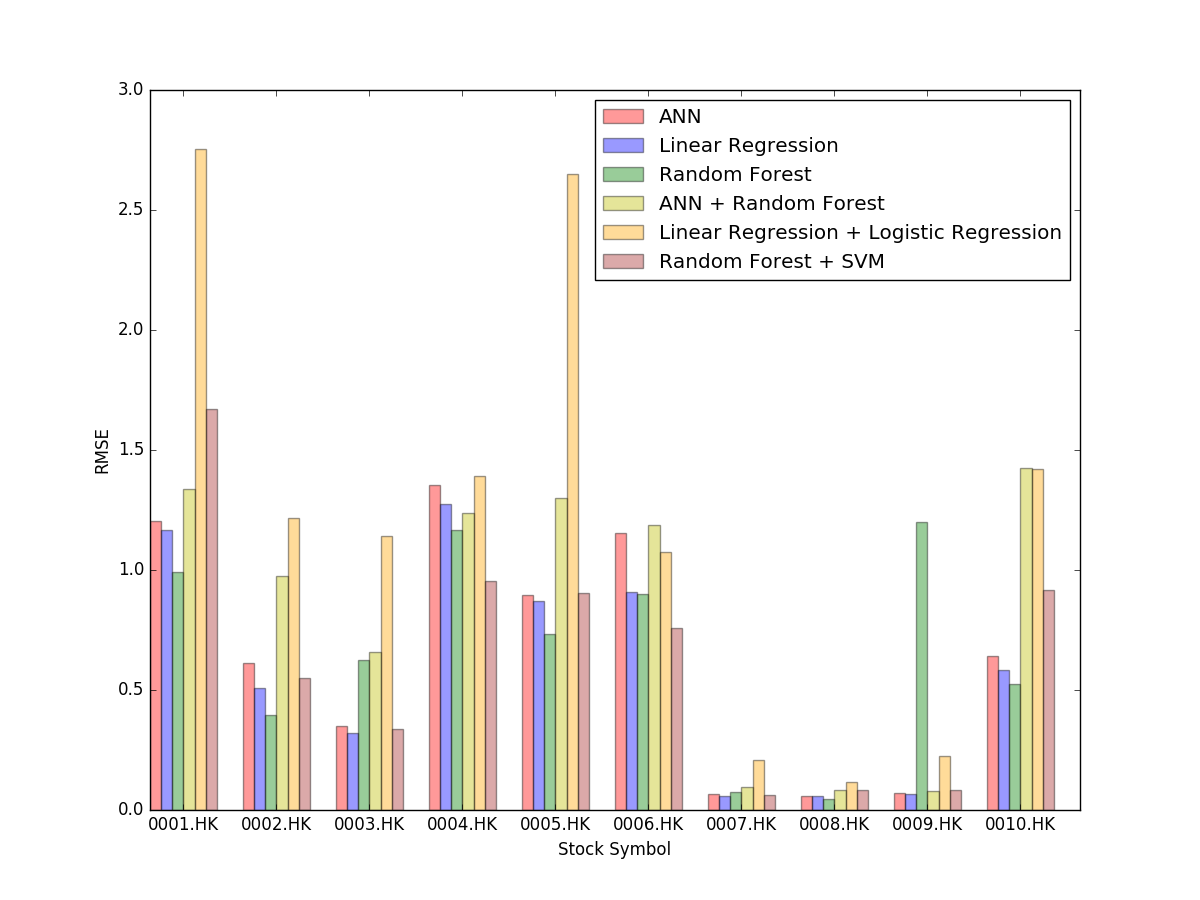 3.0
2.5
2.0
1.5
1.0
0.5
0.0
RMSE
ANN
Linear Regression
Random Forest
ANN + Random Forest
Linear Regression + Logistic Regression
Random Forest + SVM
0001.HK 0002.HK 0003.HK 0004.HK 0005.HK 0006.HK 0007.HK 0008.HK 0009.HK 0010.HK
Stock Symbol